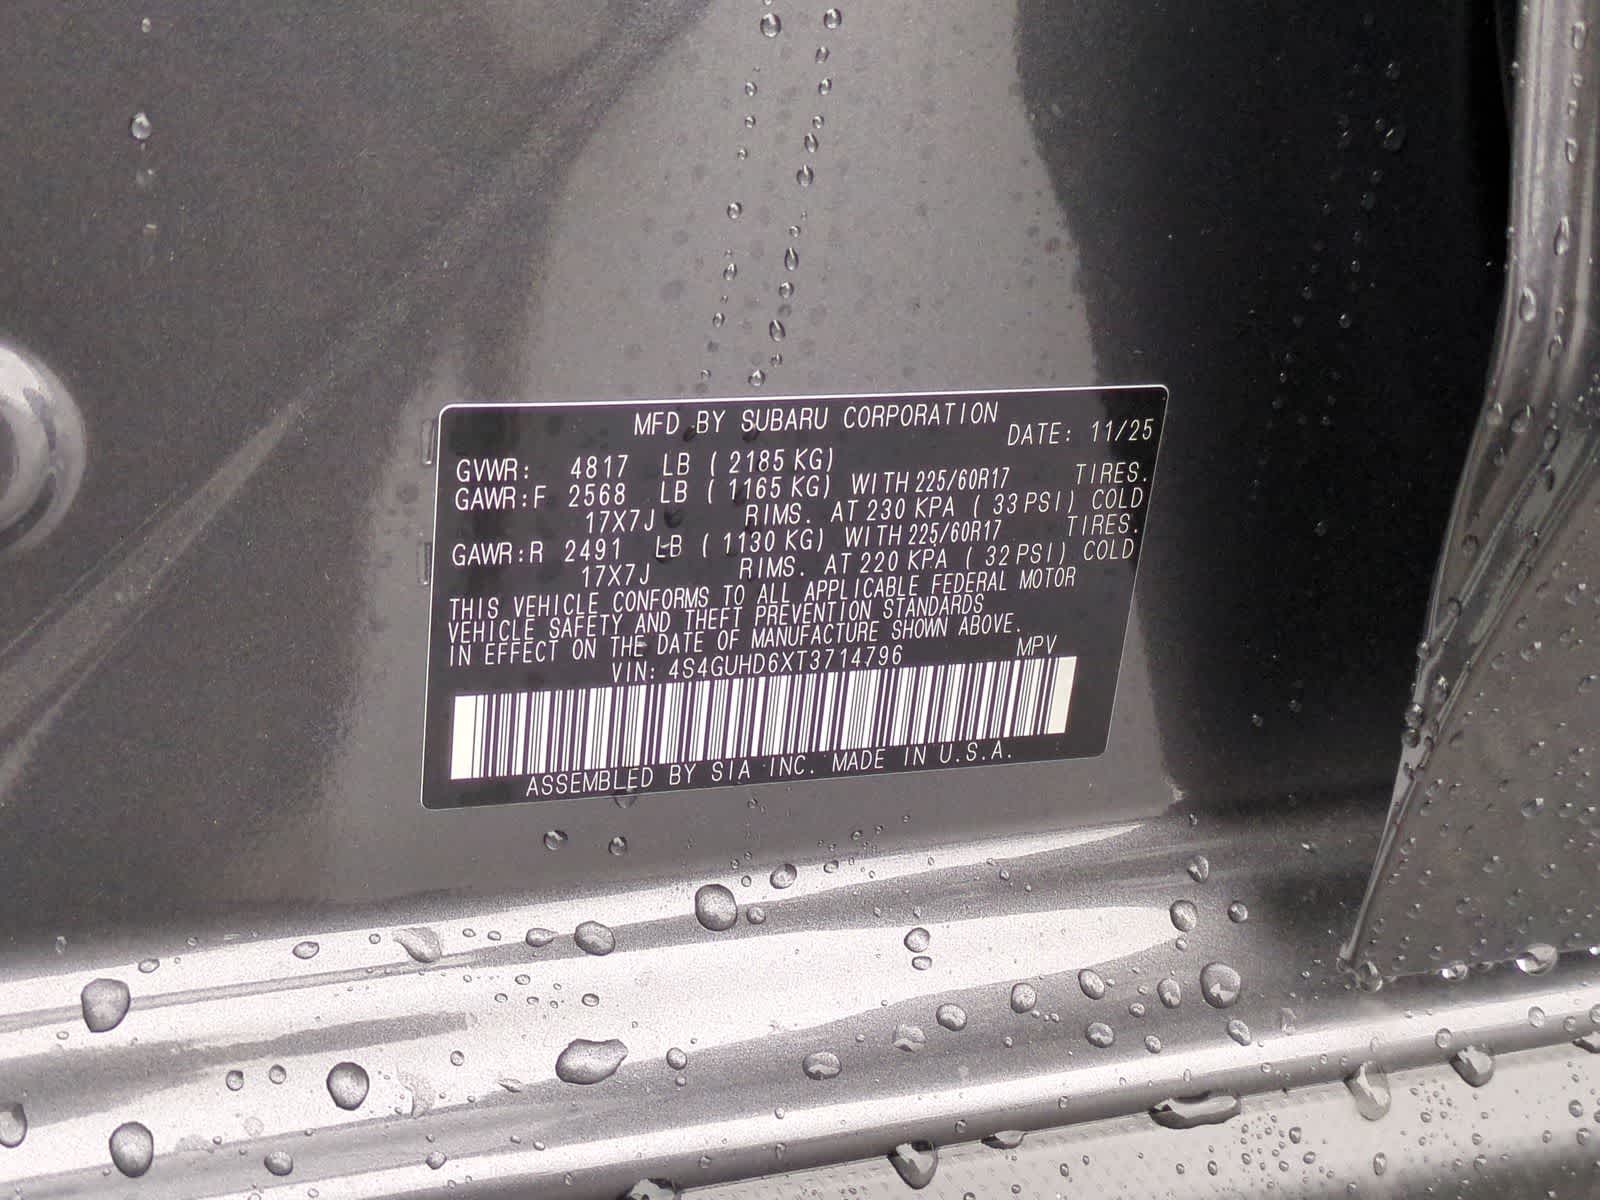 MFD BY SUBARU CORPORATION
DATE: 11/25
GVWR: 4817 LB (2185 KG)
GAWR:F 2568 LB (1165 KG) WITH 225/60R17 TIRES.
17X7J RIMS. AT 230 KPA (33 PSI) COLD
GAWR:R 2491 LB (1130 KG) WITH 225/60R17 TIRES.
17X7J RIMS. AT 220 KPA (32 PSI) COLD
THIS VEHICLE CONFORMS TO ALL APPLICABLE FEDERAL MOTOR
VEHICLE SAFETY AND THEFT PREVENTION STANDARDS
IN EFFECT ON THE DATE OF MANUFACTURE SHOWN ABOVE.
VIN: 4S4GUHD6XT3714796 MPV
ASSEMBLED BY SIA INC. MADE IN U.S.A.